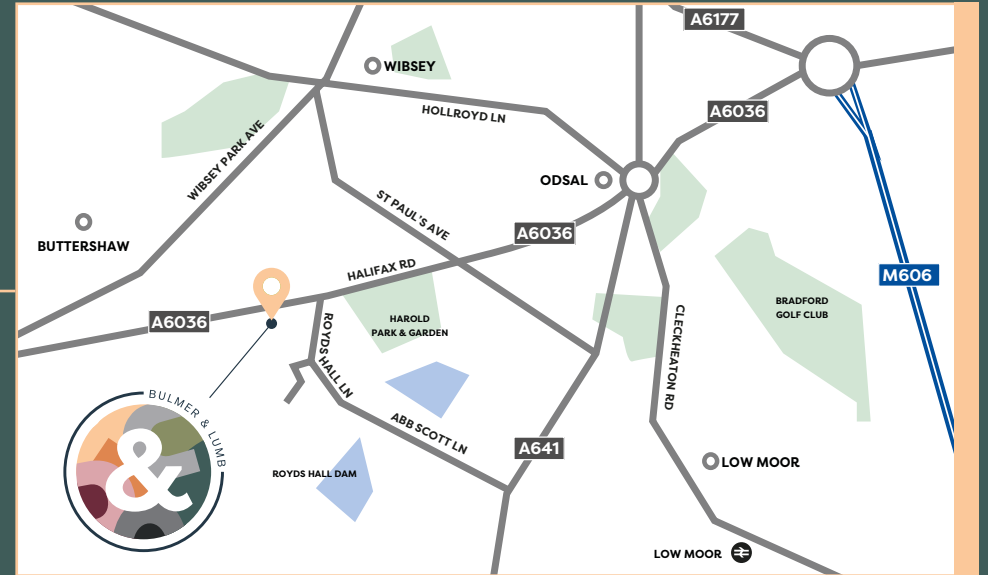 A6177
WIBSEY
HOLLROYD LN
A6036
WIBSEY PARK AVE
ODSAL
ST PAUL'S AVE
BUTTERSHAW
A6036
HALIFAX RD
M606
A6036
HAROLD
PARK & GARDEN
BRADFORD
GOLF CLUB
ROYDS HALL LN
CLECKHEATON RD
BULMER & LUMB
&
ABB SCOTT LN
A641
LOW MOOR
ROYDS HALL DAM
LOW MOOR